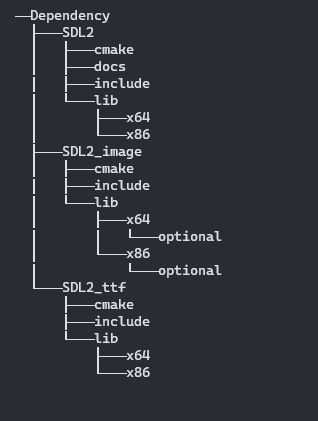 Dependency
SDL2
cmake
docs
include
lib
x64
x86
SDL2_image
cmake
include
lib
x64
optional
x86
optional
SDL2_ttf
cmake
include
lib
x64
x86